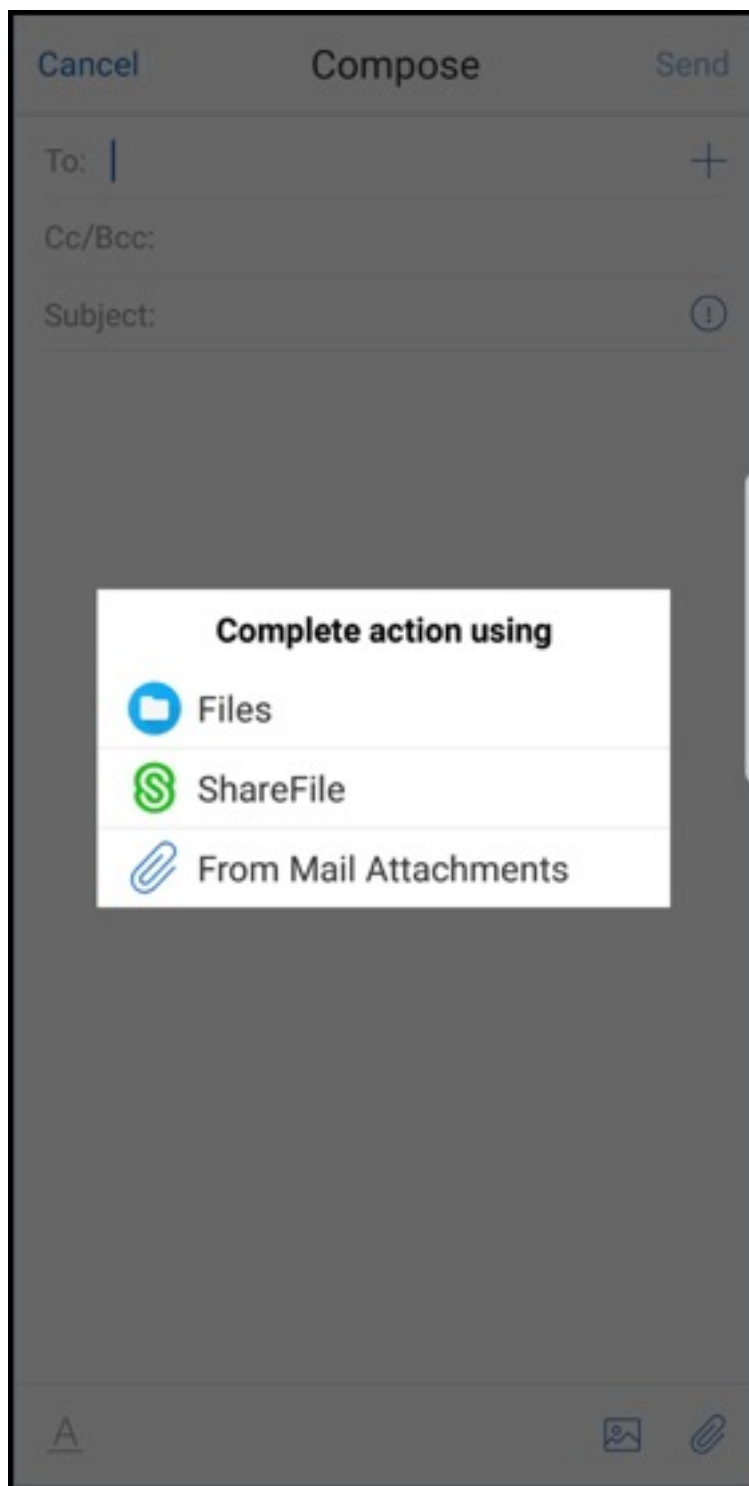 Cancel Compose Send
To:
Cc/Bcc:
Subject:
Complete action using
Files
ShareFile
From Mail Attachments
A